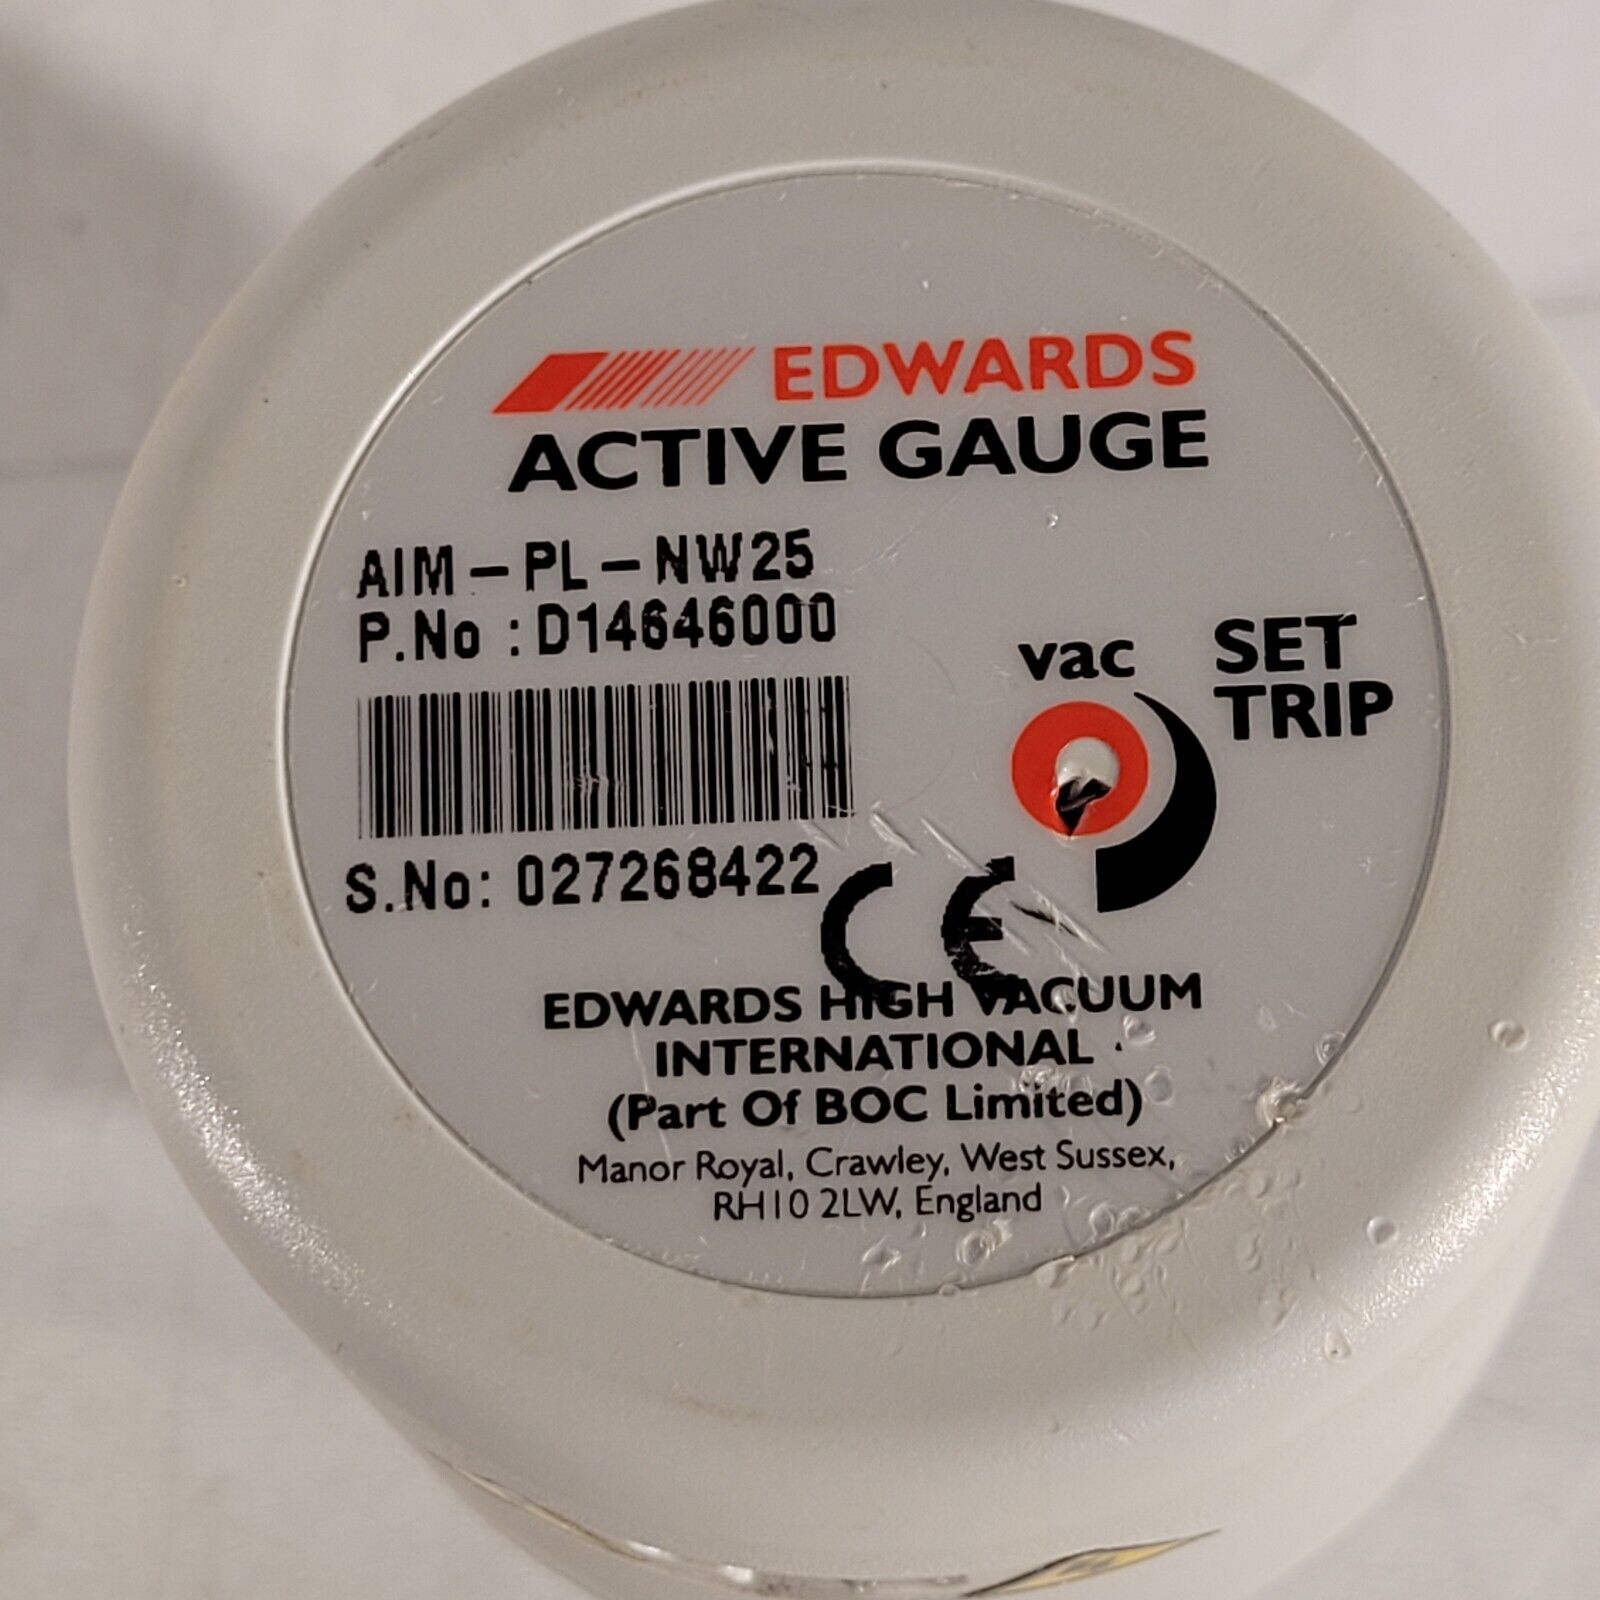 EDWARDS
ACTIVE GAUGE
AIM-PL-NW25
P.No : D14646000
vac SET
TRIP
S.No: 027268422
CE
EDWARDS HIGH VACUUM
INTERNATIONAL
(Part Of BOC Limited)
Manor Royal, Crawley, West Sussex,
RH10 2LW, England